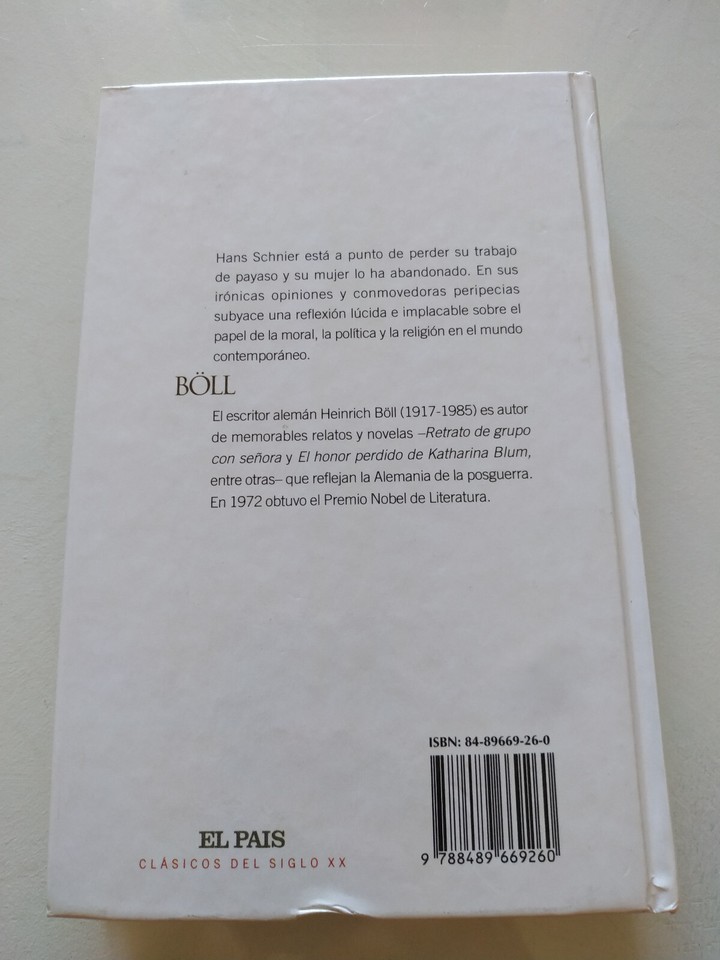 Hans Schnier está a punto de perder su trabajo
de payaso y su mujer lo ha abandonado. En sus
irónicas opiniones y conmovedoras peripecias
subyace una reflexión lúcida e implacable sobre el
papel de la moral, la política y la religión en el mundo
contemporáneo.
BÖLL
El escritor alemán Heinrich Böll (1917-1985) es autor
de memorables relatos y novelas –Retrato de grupo
con señora y El honor perdido de Katharina Blum,
entre otras– que reflejan la Alemania de la posguerra.
En 1972 obtuvo el Premio Nobel de Literatura.
ISBN: 84-89669-26-0
9 788489 669260
EL PAIS
CLÁSICOS DEL SIGLO XX